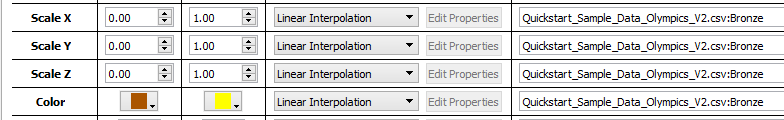 Scale X 0.00 1.00 Linear Interpolation Edit Properties Quickstart_Sample_Data_Olympics_V2.csv:Bronze
Scale Y 0.00 1.00 Linear Interpolation Edit Properties Quickstart_Sample_Data_Olympics_V2.csv:Bronze
Scale Z 0.00 1.00 Linear Interpolation Edit Properties Quickstart_Sample_Data_Olympics_V2.csv:Bronze
Color Linear Interpolation Edit Properties Quickstart_Sample_Data_Olympics_V2.csv:Bronze